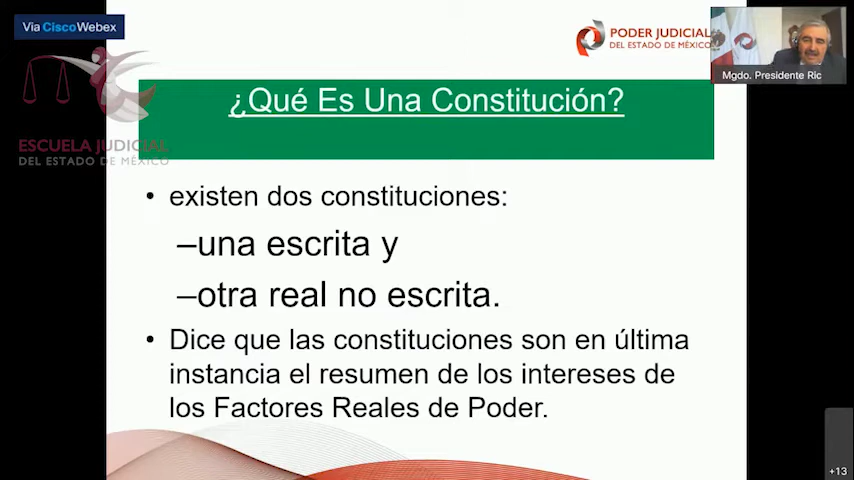 Via Cisco Webex
PODER JUDICIAL
DEL ESTADO DE MÉXICO
Mgdo. Presidente Ric
ESCUELA JUDICIAL
DEL ESTADO DE MÉXICO
¿Qué Es Una Constitución?
• existen dos constituciones:
–una escrita y
–otra real no escrita.
• Dice que las constituciones son en última
instancia el resumen de los intereses de
los Factores Reales de Poder.
+13